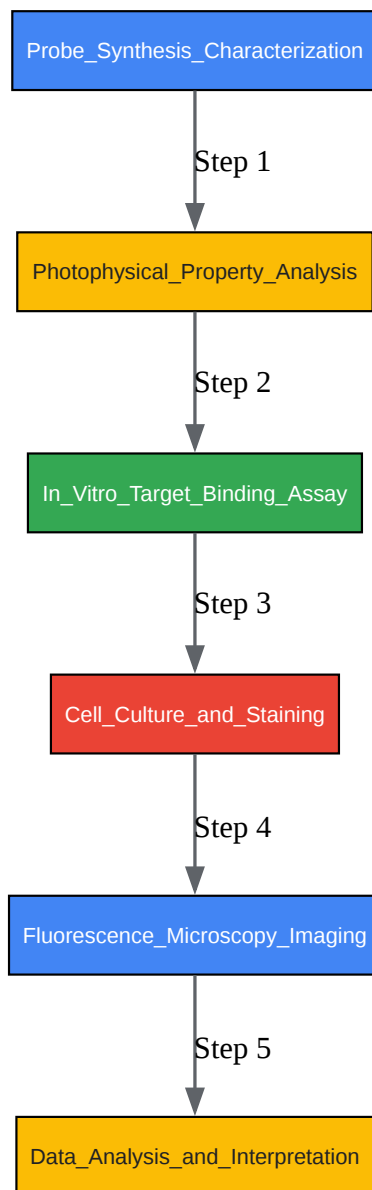 Probe_Synthesis_Characterization
Step 1
Photophysical_Property_Analysis
Step 2
In_Vitro_Target_Binding_Assay
Step 3
Cell_Culture_and_Staining
Step 4
Fluorescence_Microscopy_Imaging
Step 5
Data_Analysis_and_Interpretation